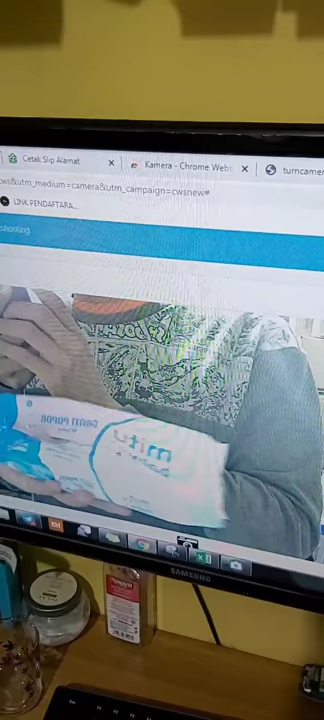 Cetak Slip Alamat
Kamera - Chrome Web
turncamer
cws&utm_medium=camera&utm_campaign=cwsnew#
LINK PENDAFTARA...
shooting
GANTI POPOK
mitu
baby
SAMSUNG